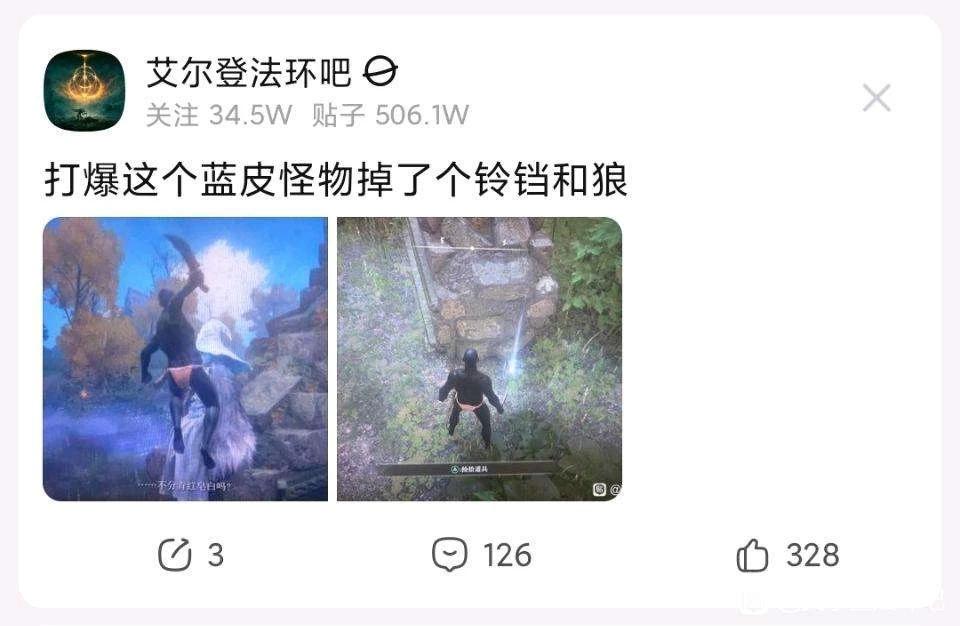 艾尔登法环吧
关注 34.5W 贴子 506.1W
打爆这个蓝皮怪物掉了个铃铛和狼
……不分青红皂白吗?
Ⓐ:捡拾道具
贴 @
3
126
328